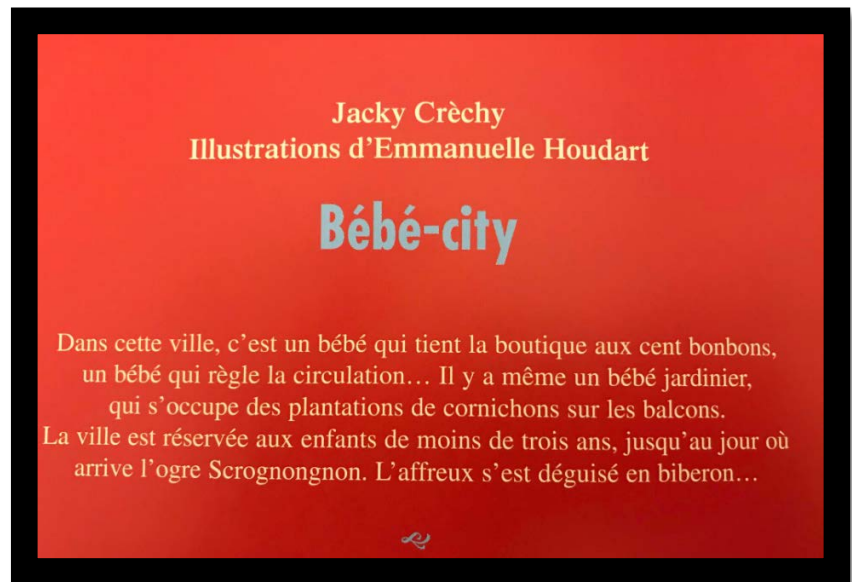 Jacky Crèchy
Illustrations d’Emmanuelle Houdart
Bébé-city
Dans cette ville, c’est un bébé qui tient la boutique aux cent bonbons,
un bébé qui règle la circulation… Il y a même un bébé jardinier,
qui s’occupe des plantations de cornichons sur les balcons.
La ville est réservée aux enfants de moins de trois ans, jusqu’au jour où
arrive l’ogre Scrognongnon. L’affreux s’est déguisé en biberon…